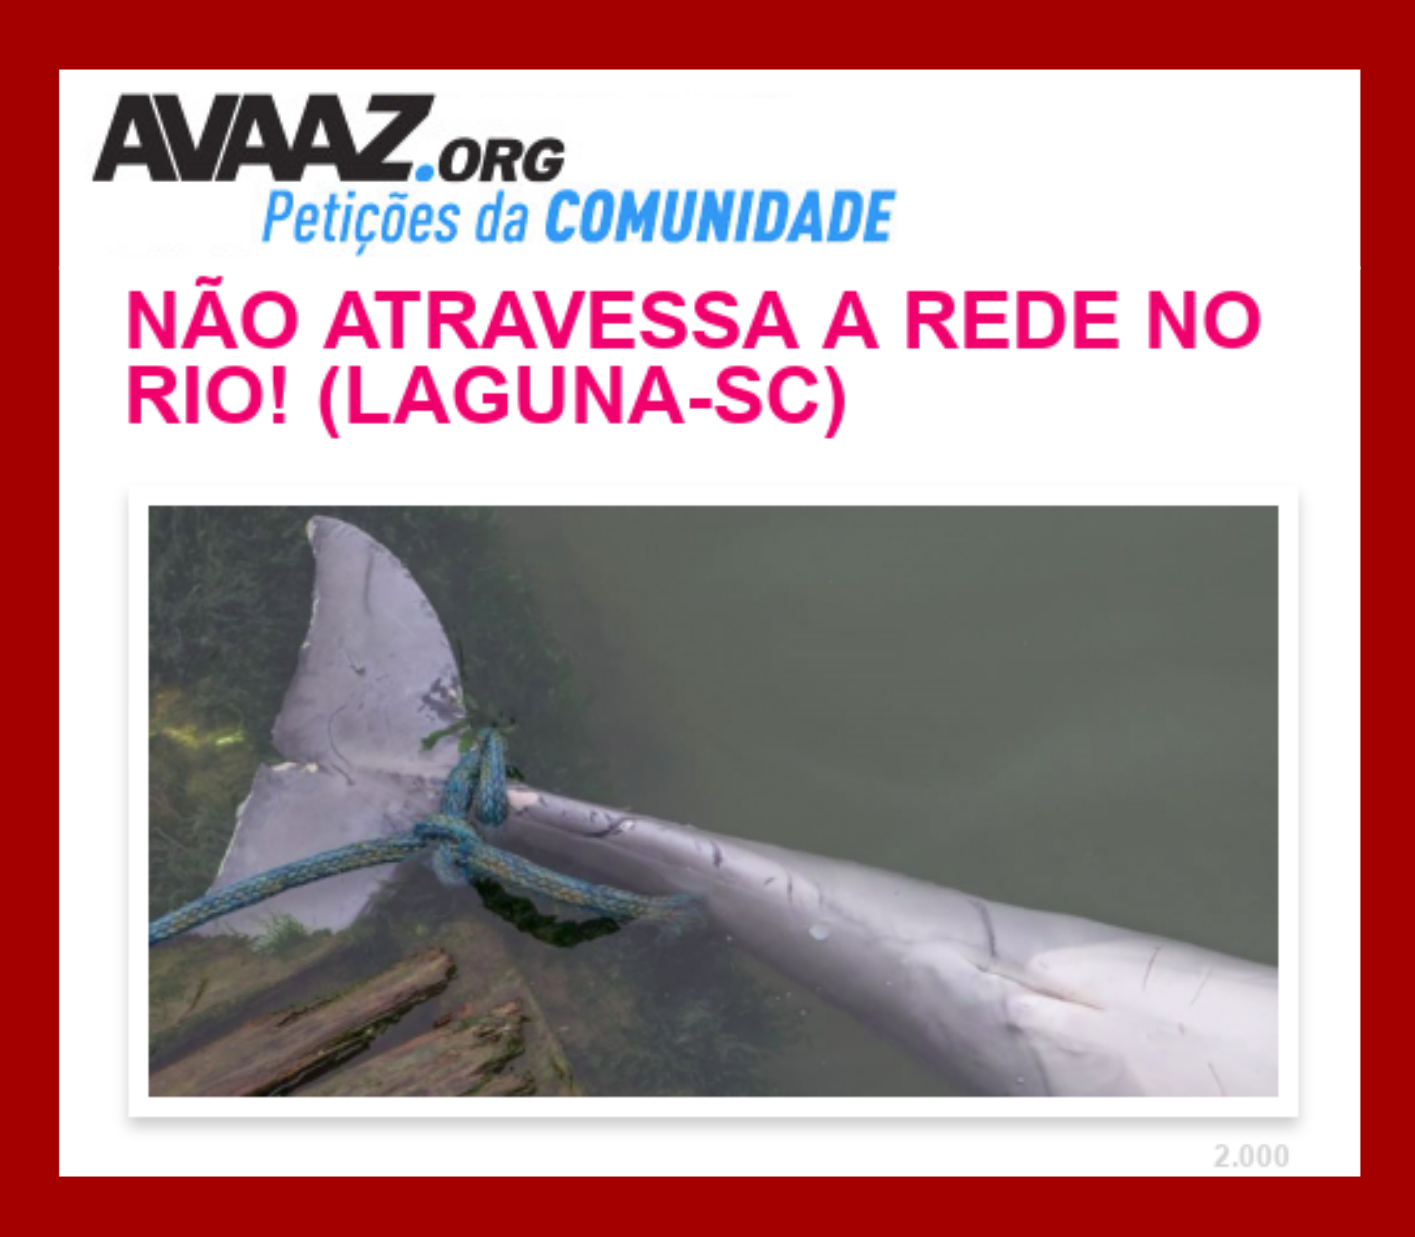 AVAAZ.ORG
Petições da COMUNIDADE
NÃO ATRAVESSA A REDE NO
RIO! (LAGUNA-SC)
2.000